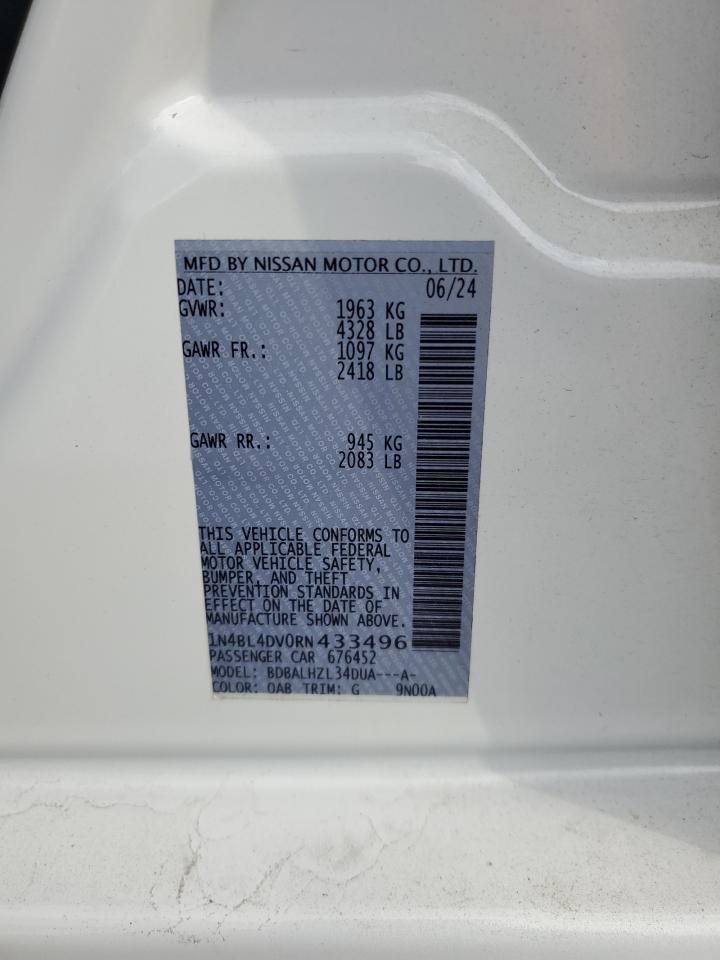 MFD BY NISSAN MOTOR CO., LTD.
DATE: 06/24
GVWR: 1963 KG
4328 LB
GAWR FR.: 1097 KG
2418 LB
GAWR RR.: 945 KG
2083 LB
THIS VEHICLE CONFORMS TO
ALL APPLICABLE FEDERAL
MOTOR VEHICLE SAFETY,
BUMPER, AND THEFT
PREVENTION STANDARDS IN
EFFECT ON THE DATE OF
MANUFACTURE SHOWN ABOVE.
1N4BL4DV0RN433496
PASSENGER CAR 676452
MODEL: BDBALHZL34DUA---A-
COLOR: QAB TRIM: G 9N00A